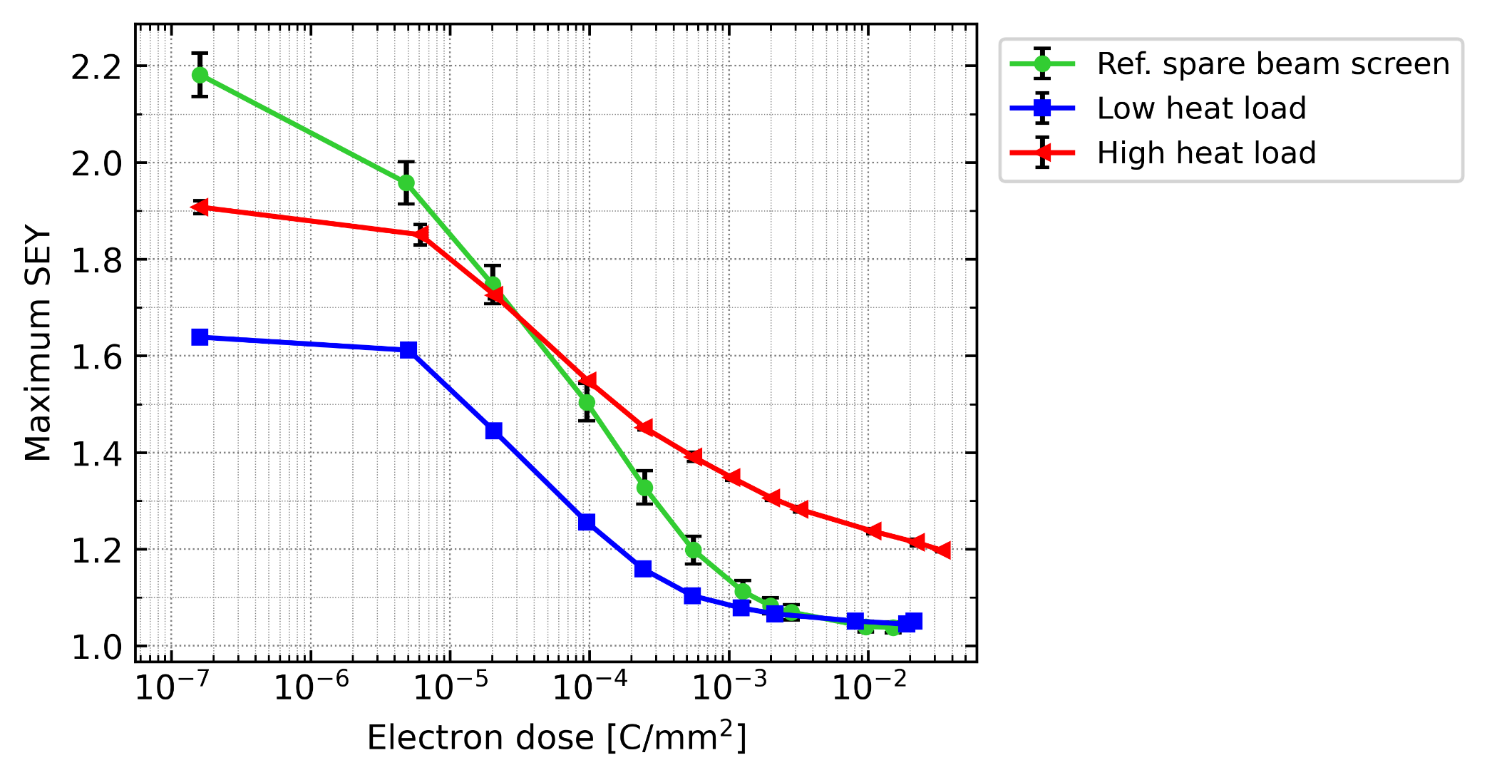 2.2
2.0
1.8
1.6
1.4
1.2
1.0
Maximum SEY
10⁻⁷ 10⁻⁶ 10⁻⁵ 10⁻⁴ 10⁻³ 10⁻²
Electron dose [C/mm²]
Ref. spare beam screen
Low heat load
High heat load